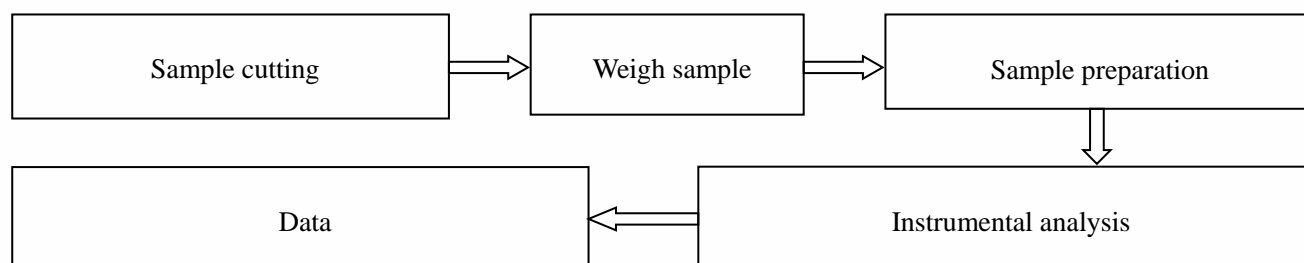 Sample cutting
Weigh sample
Sample preparation
Instrumental analysis
Data